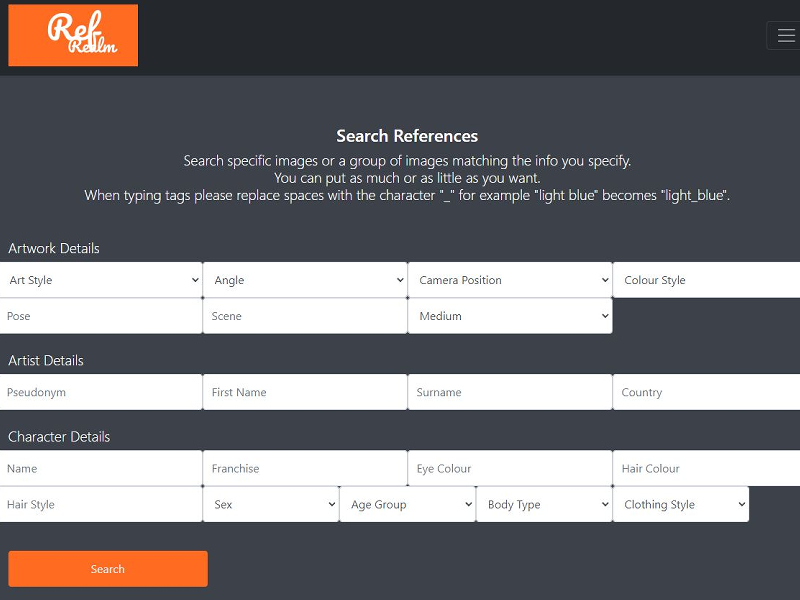 Ref
Realm
Search References
Search specific images or a group of images matching the info you specify.
You can put as much or as little as you want.
When typing tags please replace spaces with the character "_" for example "light blue" becomes "light_blue".
Artwork Details
Art Style Angle Camera Position Colour Style
Pose Scene Medium
Artist Details
Pseudonym First Name Surname Country
Character Details
Name Franchise Eye Colour Hair Colour
Hair Style Sex Age Group Body Type Clothing Style
Search